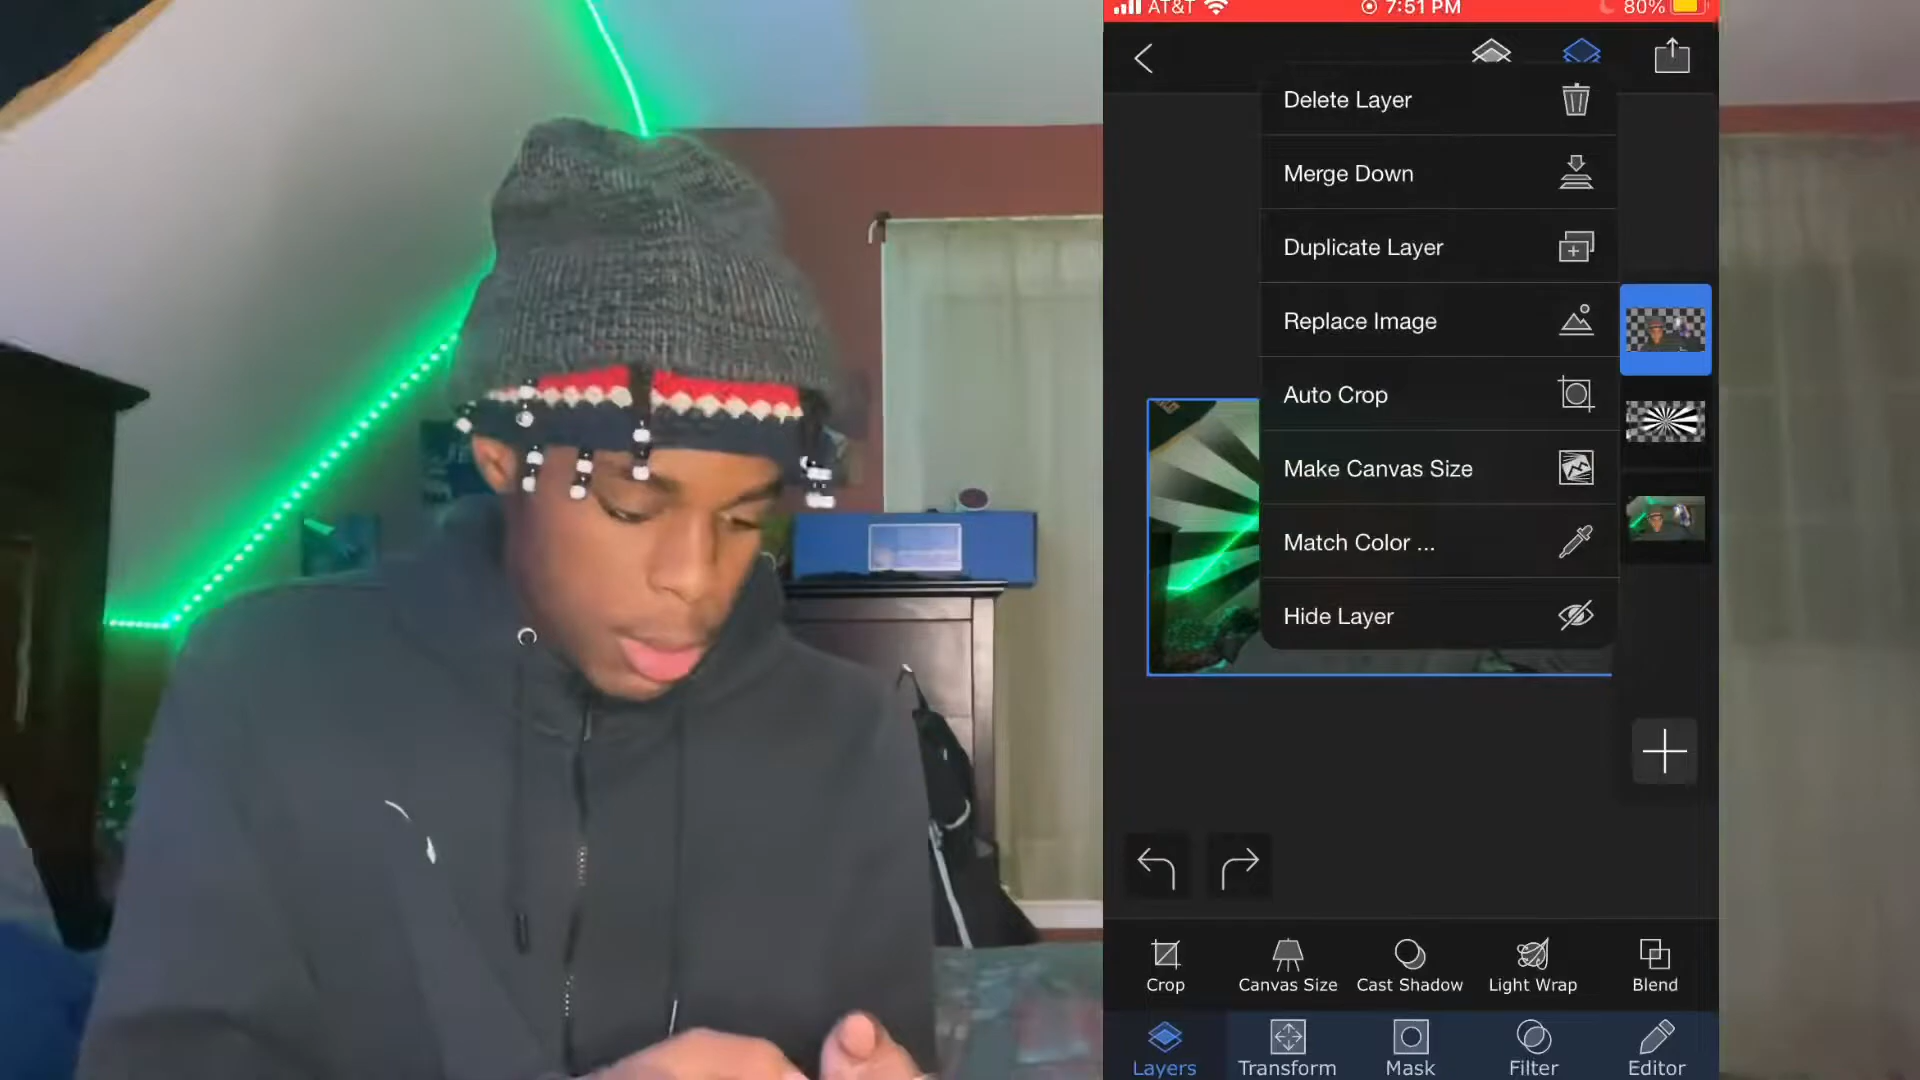 AT&T 7:51 PM 80%
Delete Layer
Merge Down
Duplicate Layer
Replace Image
Auto Crop
Make Canvas Size
Match Color ...
Hide Layer
Crop Canvas Size Cast Shadow Light Wrap Blend
Layers Transform Mask Filter Editor